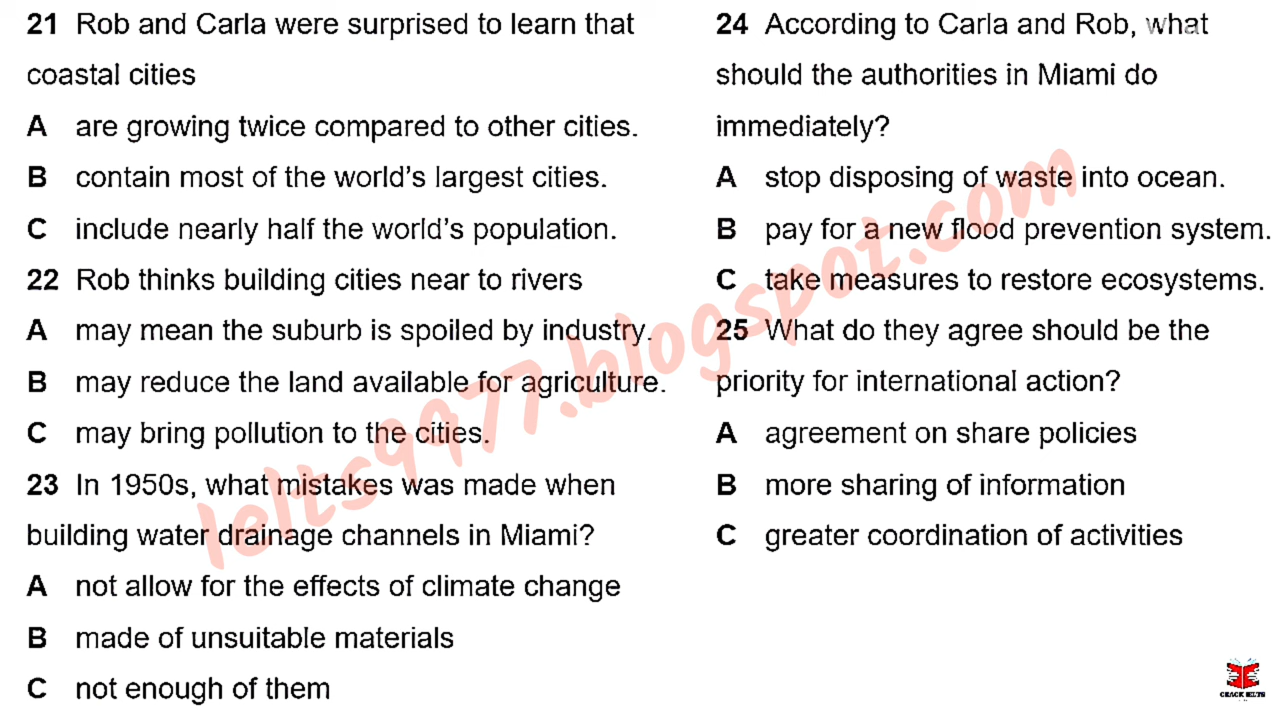 21 Rob and Carla were surprised to learn that
coastal cities
A are growing twice compared to other cities.
B contain most of the world's largest cities.
C include nearly half the world's population.
22 Rob thinks building cities near to rivers
A may mean the suburb is spoiled by industry.
B may reduce the land available for agriculture.
C may bring pollution to the cities.
23 In 1950s, what mistakes was made when
building water drainage channels in Miami?
A not allow for the effects of climate change
B made of unsuitable materials
C not enough of them
24 According to Carla and Rob, what
should the authorities in Miami do
immediately?
A stop disposing of waste into ocean.
B pay for a new flood prevention system.
C take measures to restore ecosystems.
25 What do they agree should be the
priority for international action?
A agreement on share policies
B more sharing of information
C greater coordination of activities
Ielts9977.blogspot.com
CRACK IELTS